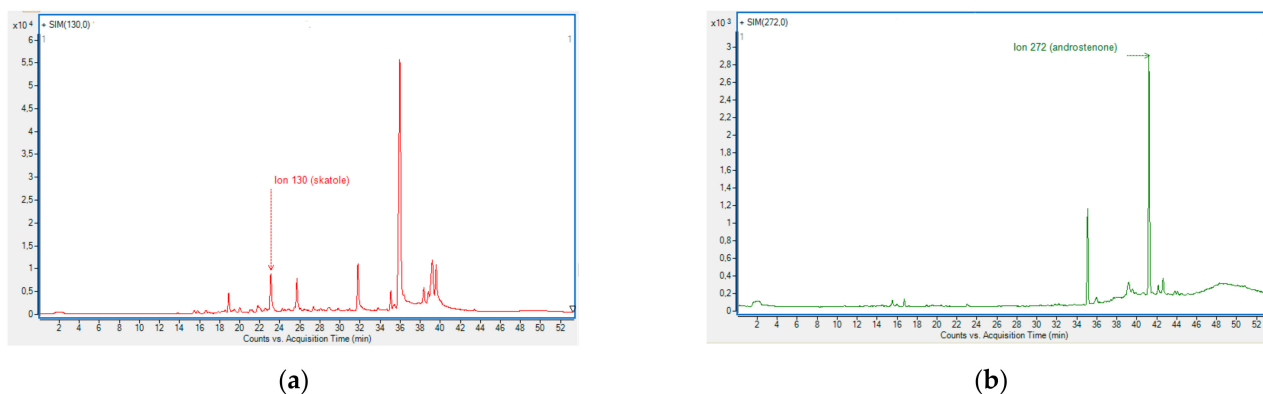 x10 4
+ SIM(130,0)
1
1
6
5,5
5
4,5
4
3,5
3
2,5
2
1,5
1
0,5
0
Ion 130 (skatole)
2 4 6 8 10 12 14 16 18 20 22 24 26 28 30 32 34 36 38 40 42 44 46 48 50 52
Counts vs. Acquisition Time (min)
(a)
x10 3
+ SIM(272,0)
1
3
2,8
2,6
2,4
2,2
2
1,8
1,6
1,4
1,2
1
0,8
0,6
0,4
0,2
0
Ion 272 (androstenone)
2 4 6 8 10 12 14 16 18 20 22 24 26 28 30 32 34 36 38 40 42 44 46 48 50 52
Counts vs. Acquisition Time (min)
(b)